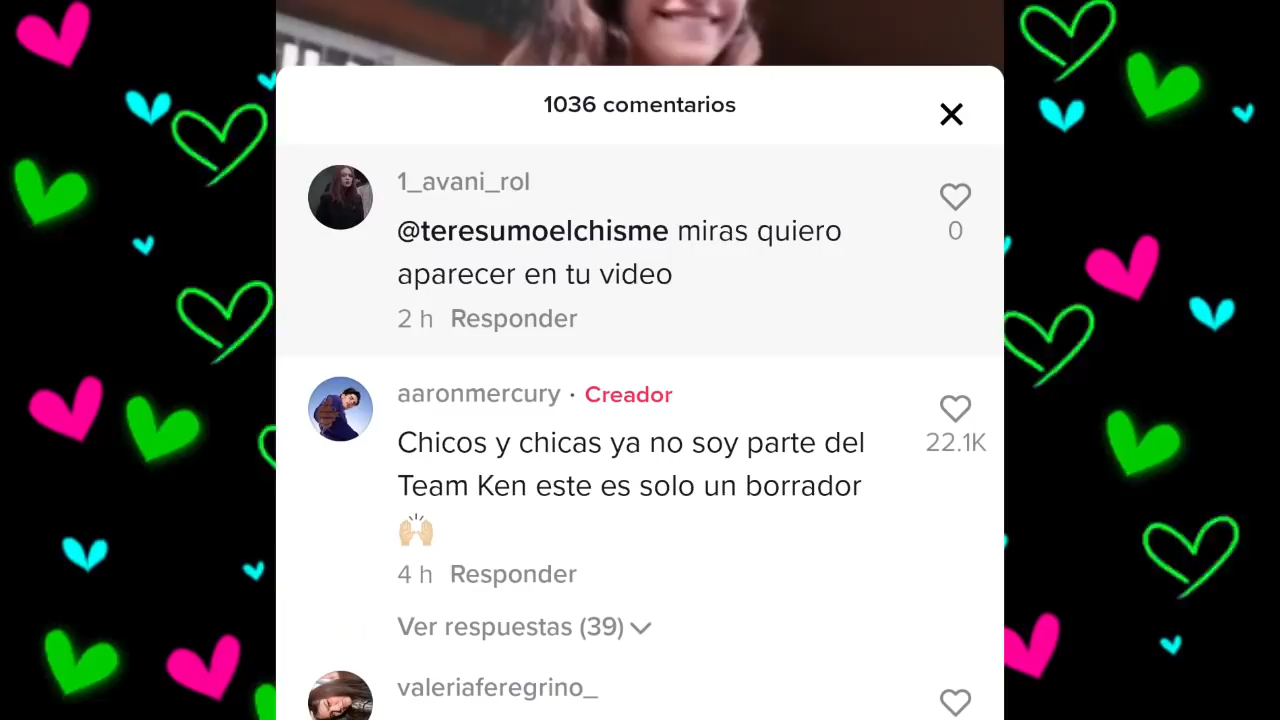 1036 comentarios
1_avani_rol
@teresumoelchisme miras quiero
aparecer en tu video
0
2 h Responder
aaronmercury · Creador
Chicos y chicas ya no soy parte del
Team Ken este es solo un borrador
🙌🏼
22.1K
4 h Responder
Ver respuestas (39)
valeriaferegrino_